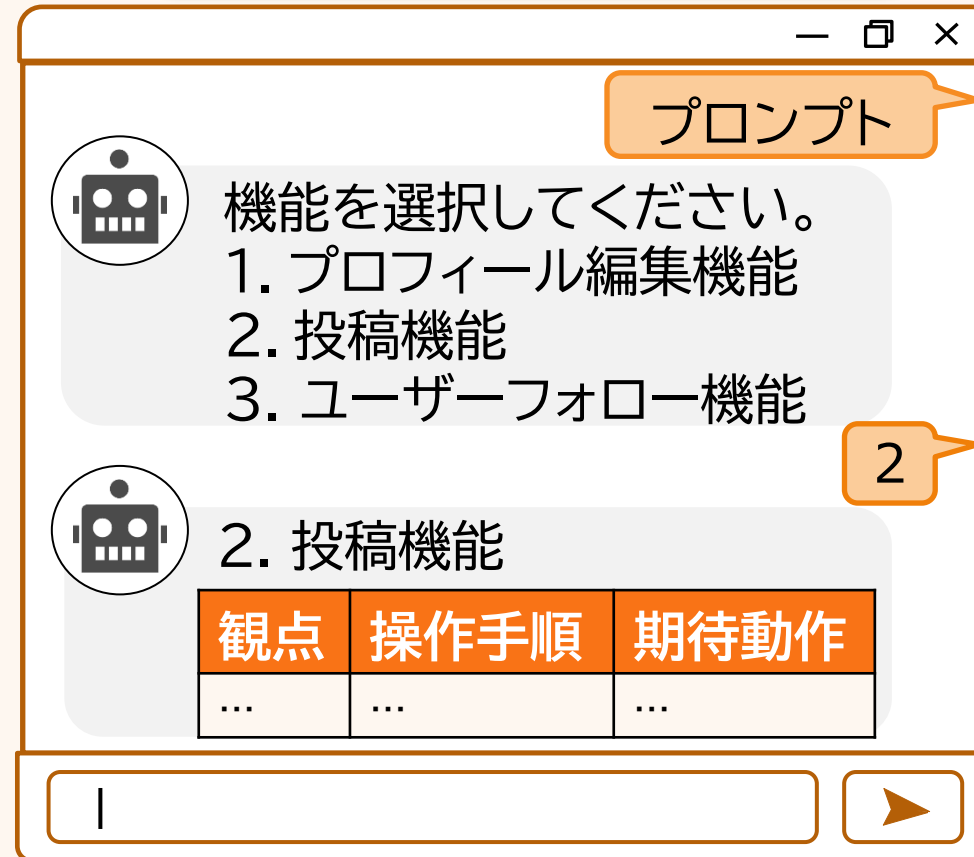 プロンプト
機能を選択してください。
1. プロフィール編集機能
2. 投稿機能
3. ユーザーフォロー機能
2
2. 投稿機能
観点 操作手順 期待動作
… … …